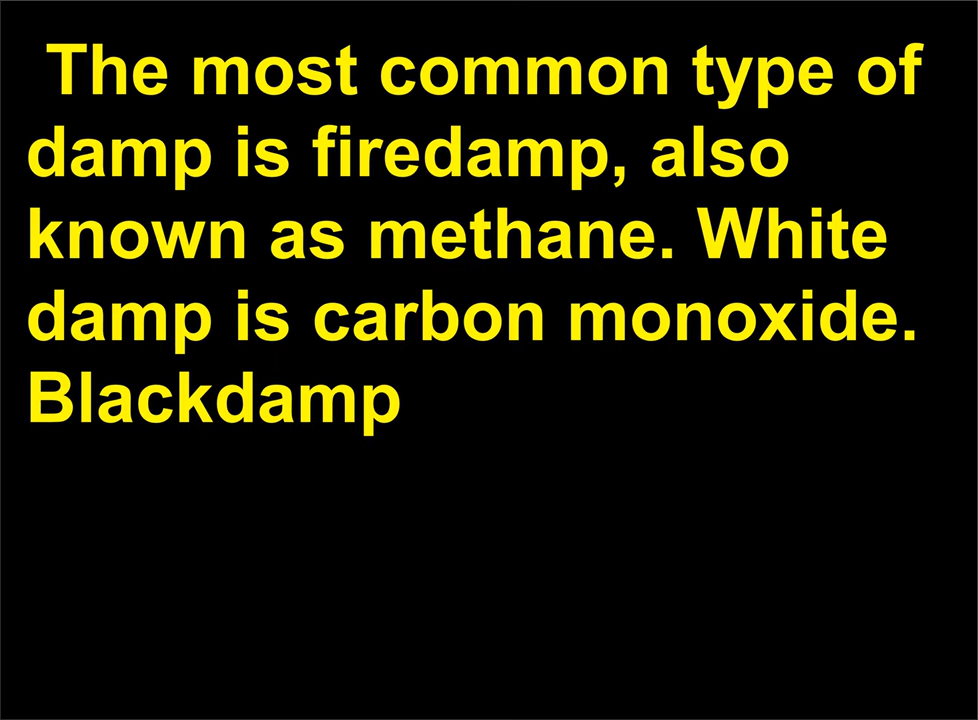 The most common type of
damp is firedamp, also
known as methane. White
damp is carbon monoxide.
Blackdamp